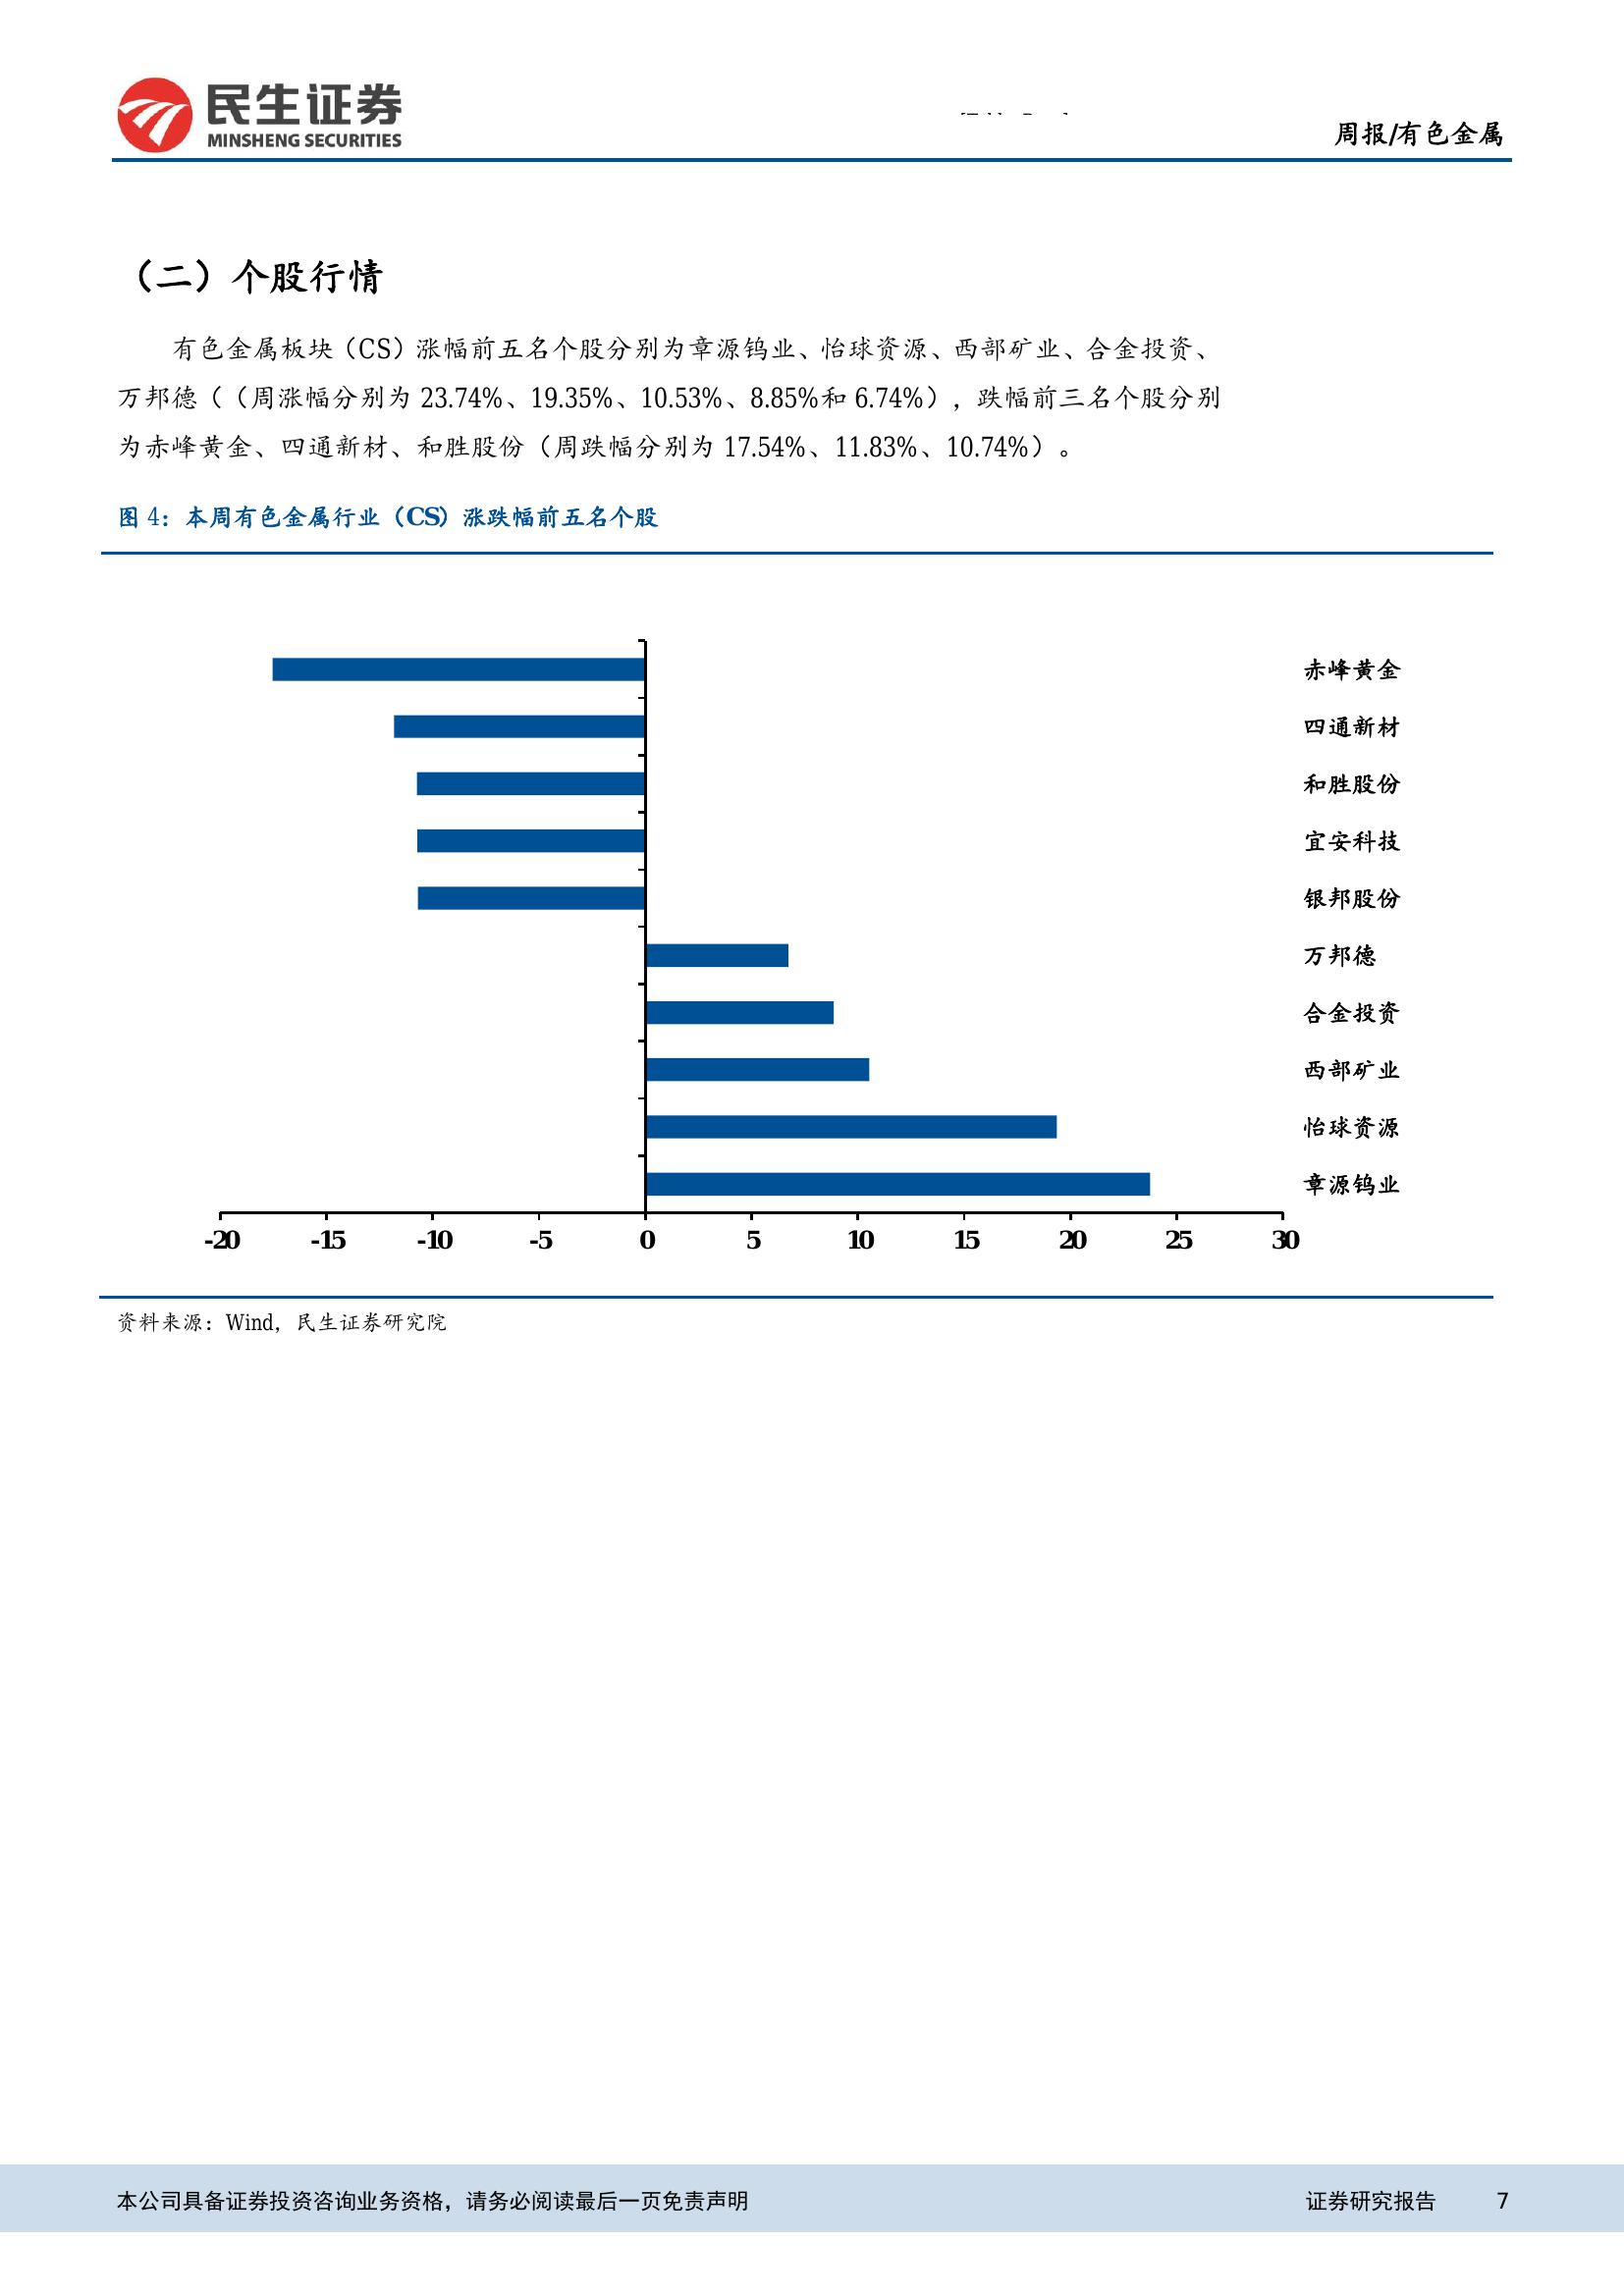 民生证券
MINSHENG SECURITIES
周报/有色金属
（二）个股行情
有色金属板块（CS）涨幅前五名个股分别为章源钨业、怡球资源、西部矿业、合金投资、
万邦德（（周涨幅分别为 23.74%、19.35%、10.53%、8.85%和 6.74%），跌幅前三名个股分别
为赤峰黄金、四通新材、和胜股份（周跌幅分别为 17.54%、11.83%、10.74%）。
图 4：本周有色金属行业（CS）涨跌幅前五名个股
赤峰黄金
四通新材
和胜股份
宜安科技
银邦股份
万邦德
合金投资
西部矿业
怡球资源
章源钨业
-20 -15 -10 -5 0 5 10 15 20 25 30
资料来源：Wind，民生证券研究院
本公司具备证券投资咨询业务资格，请务必阅读最后一页免责声明 证券研究报告 7